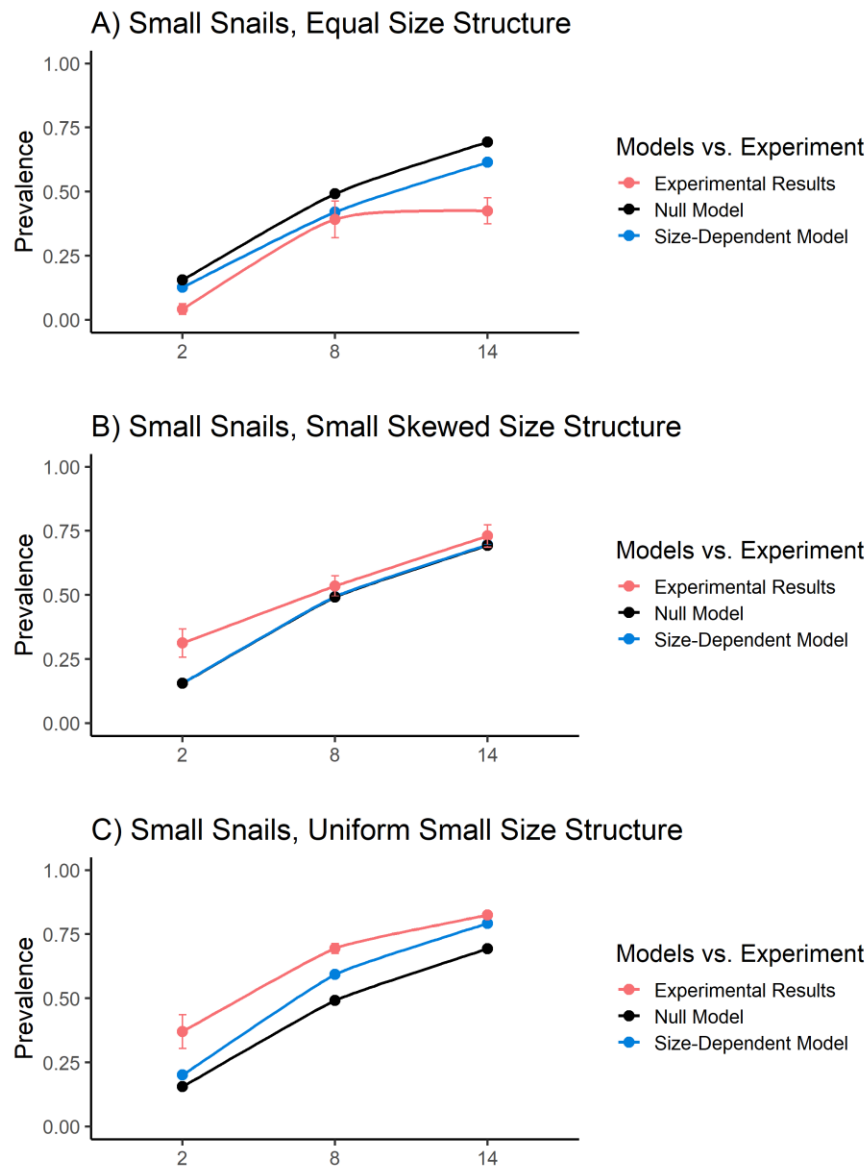 A) Small Snails, Equal Size Structure
1.00
0.75
0.50
0.25
0.00
Prevalence
2 8 14
Models vs. Experiment
Experimental Results
Null Model
Size-Dependent Model
B) Small Snails, Small Skewed Size Structure
1.00
0.75
0.50
0.25
0.00
Prevalence
2 8 14
Models vs. Experiment
Experimental Results
Null Model
Size-Dependent Model
C) Small Snails, Uniform Small Size Structure
1.00
0.75
0.50
0.25
0.00
Prevalence
2 8 14
Models vs. Experiment
Experimental Results
Null Model
Size-Dependent Model